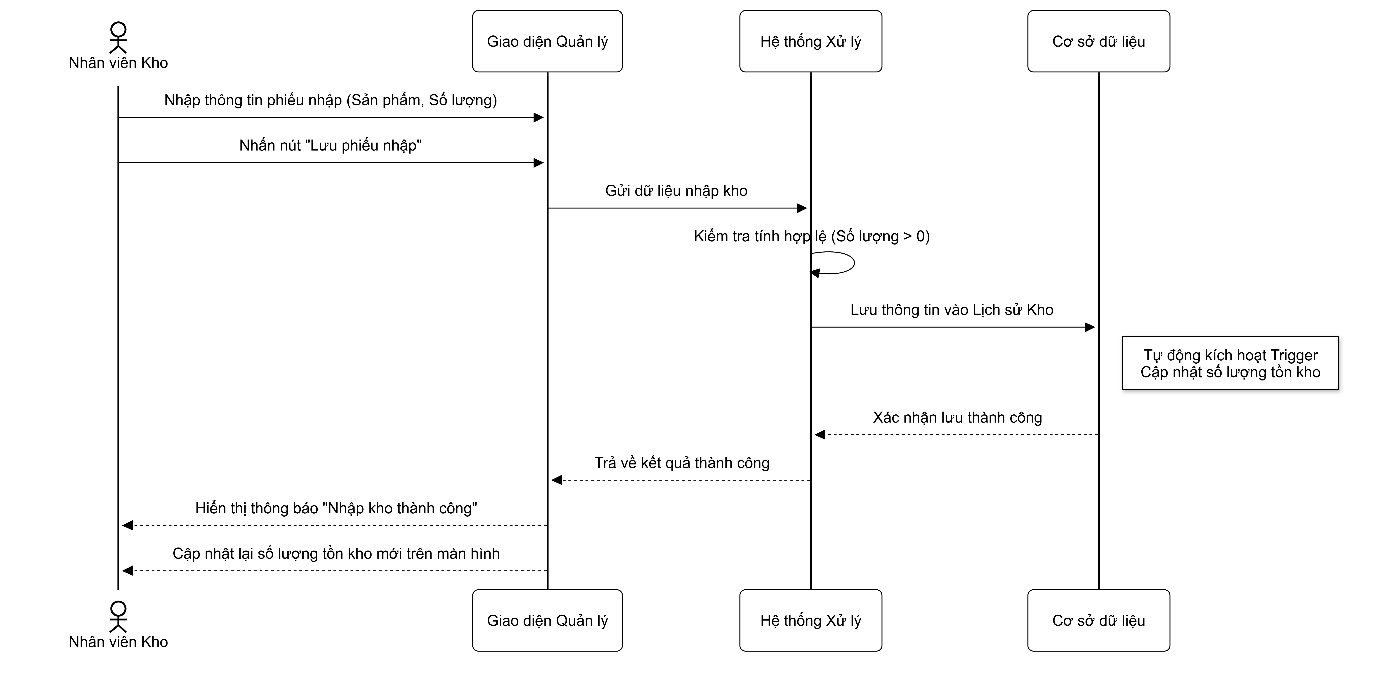 Nhân viên Kho
Giao diện Quản lý
Hệ thống Xử lý
Cơ sở dữ liệu
Nhập thông tin phiếu nhập (Sản phẩm, Số lượng)
Nhấn nút "Lưu phiếu nhập"
Gửi dữ liệu nhập kho
Kiểm tra tính hợp lệ (Số lượng > 0)
Lưu thông tin vào Lịch sử Kho
Tự động kích hoạt Trigger
Cập nhật số lượng tồn kho
Xác nhận lưu thành công
Trả về kết quả thành công
Hiển thị thông báo "Nhập kho thành công"
Cập nhật lại số lượng tồn kho mới trên màn hình
Nhân viên Kho
Giao diện Quản lý
Hệ thống Xử lý
Cơ sở dữ liệu